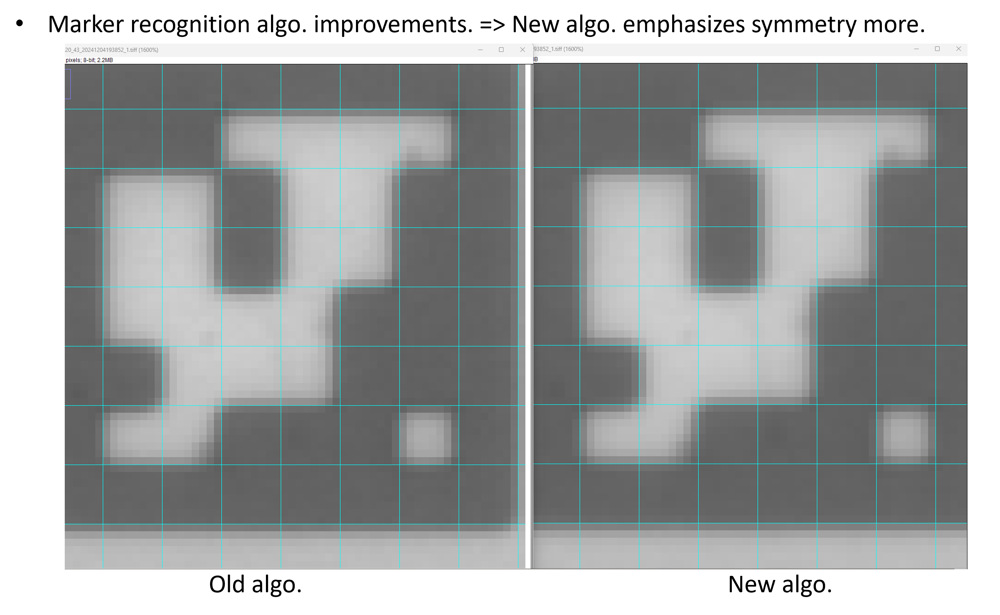 • Marker recognition algo. improvements. => New algo. emphasizes symmetry more.
20_43_20241204193852_1.tiff (1600%)
93852_1.tiff (1600%)
pixels; 8-bit; 2.2MB
IB
Old algo.
New algo.